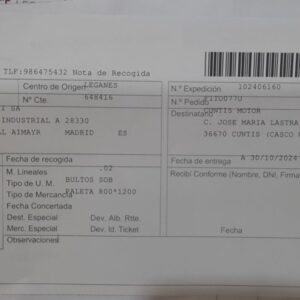 TLF:986475432 Nota de Recogida
Centro de Origen LEGANES
N.º Expedición 102406160
Nº Cte. 648416
N.º Pedido
SA
Destinatario CUNTIS MOTOR
INDUSTRIAL A 28330
C. JOSE MARIA LASTRA
AL AIMAYR MADRID ES
36670 CUNTIS (CASCO
Fecha de recogida
Fecha de entrega A 30/10/2024
M. Lineales .02
Recibí Conforme (Nombre, DNI, Firma
Tipo de U. M. BULTOS SDB
Tipo de Mercancía PALETA 800*1200
Fecha Concertada
Dest. Especial Dev. Alb. Rtte.
Merc. Especial Dev. Id. Ticket
Fecha
Observaciones